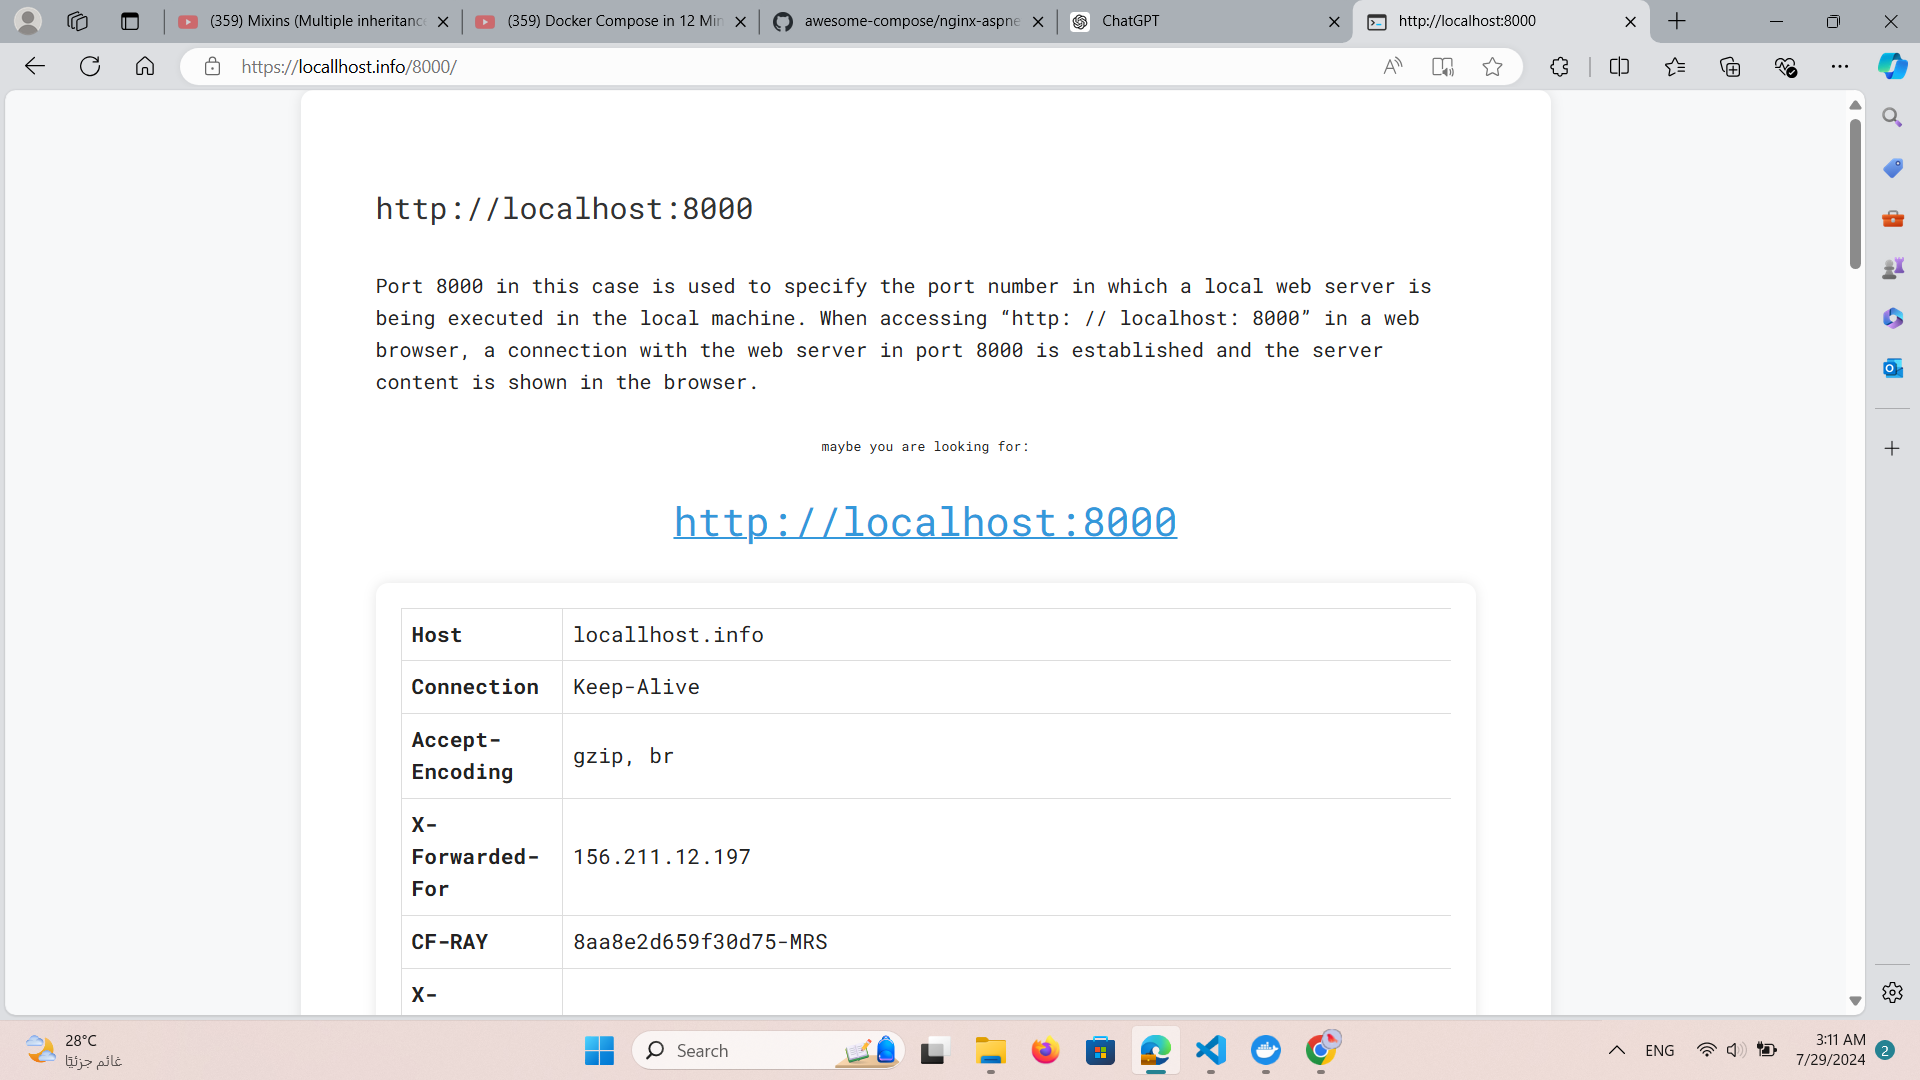 (359) Mixins (Multiple inheritance
(359) Docker Compose in 12 Min
awesome-compose/nginx-aspne
ChatGPT
http://localhost:8000
https://locallhost.info/8000/
http://localhost:8000
Port 8000 in this case is used to specify the port number in which a local web server is
being executed in the local machine. When accessing “http: // localhost: 8000” in a web
browser, a connection with the web server in port 8000 is established and the server
content is shown in the browser.
maybe you are looking for:
http://localhost:8000
Host locallhost.info
Connection Keep-Alive
Accept-
Encoding
gzip, br
X-
Forwarded-
For
156.211.12.197
CF-RAY 8aa8e2d659f30d75-MRS
X-
28°C
غائم جزئيًا
Search
ENG
3:11 AM
7/29/2024
2